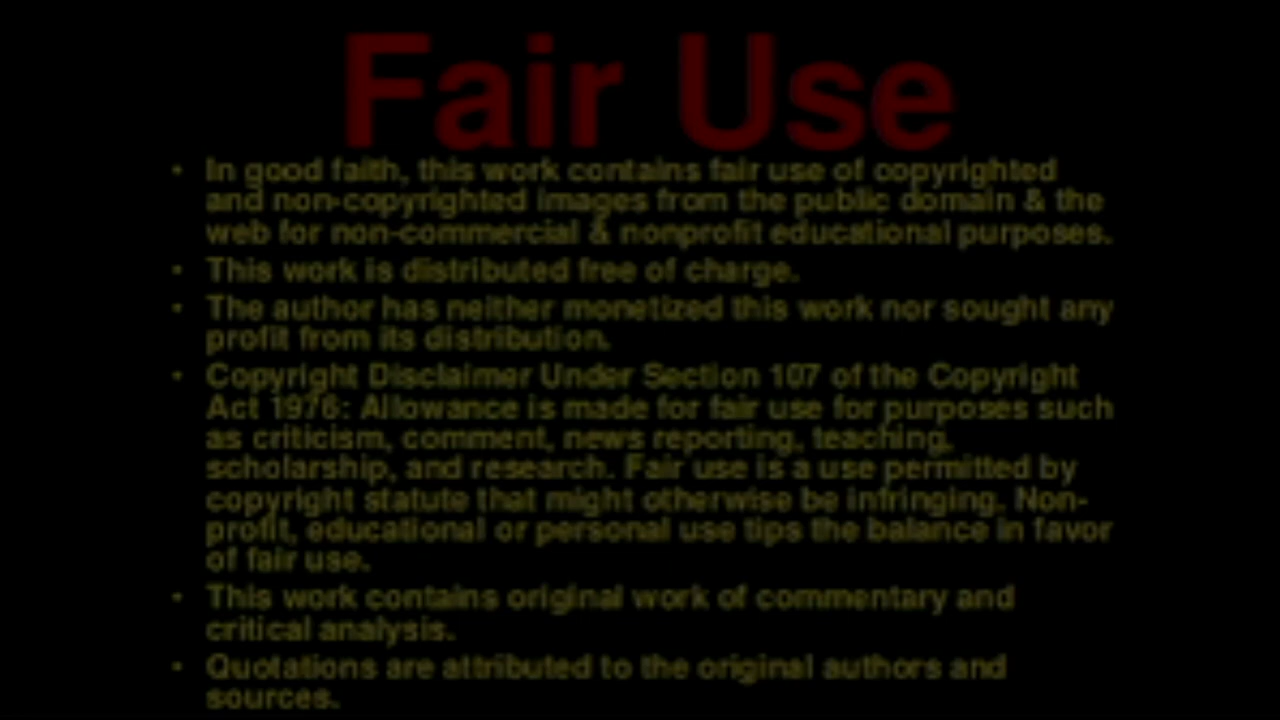 Fair Use
• In good faith, this work contains fair use of copyrighted
and non-copyrighted images from the public domain & the
web for non-commercial & nonprofit educational purposes.
• This work is distributed free of charge.
• The author has neither monetized this work nor sought any
profit from its distribution.
• Copyright Disclaimer Under Section 107 of the Copyright
Act 1976: Allowance is made for fair use for purposes such
as criticism, comment, news reporting, teaching,
scholarship, and research. Fair use is a use permitted by
copyright statute that might otherwise be infringing. Non-
profit, educational or personal use tips the balance in favor
of fair use.
• This work contains original work of commentary and
critical analysis.
• Quotations are attributed to the original authors and
sources.